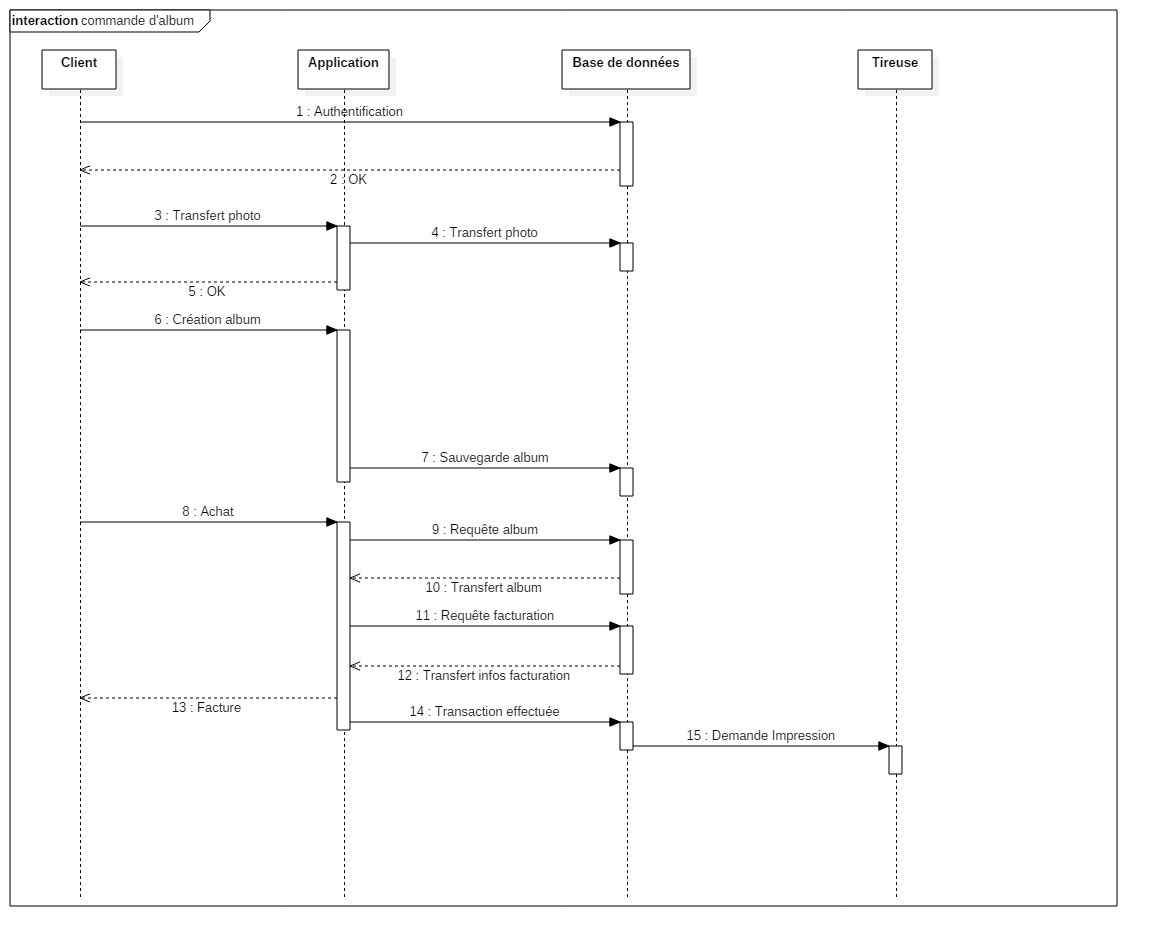 interaction commande d'album
Client
Application
Base de données
Tireuse
1 : Authentification
2 : OK
3 : Transfert photo
4 : Transfert photo
5 : OK
6 : Création album
7 : Sauvegarde album
8 : Achat
9 : Requête album
10 : Transfert album
11 : Requête facturation
12 : Transfert infos facturation
13 : Facture
14 : Transaction effectuée
15 : Demande Impression